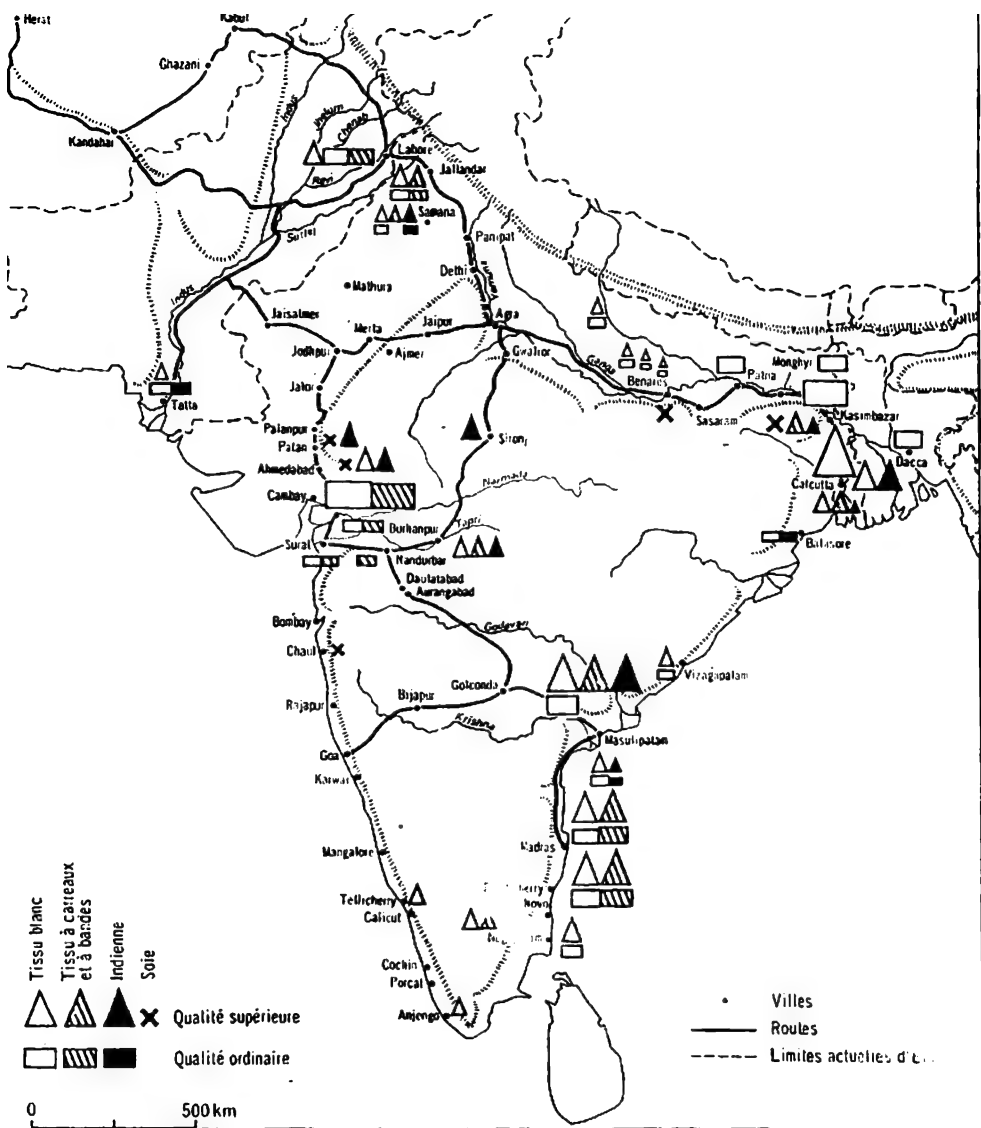 Herat
Kabul
Ghazani
Kandahar
Indus
Jhelum
Chenab
Ravi
Lahore
Jallandar
Samana
Sutlej
Panipat
Delhi
Yamuna
Indus
Mathura
Jaisalmer
Merta
Jaipur
Agra
Jodhpur
Ajmer
Gwalior
Ganga
Monghyr
Patna
Benares
Jalor
Tatta
Sasaram
Kasimbazar
Palanpur
Patan
Sironj
Dacca
Ahmedabad
Calcutta
Cambay
Narmada
Burhanpur
Tapti
Surat
Nandurbar
Balasore
Daulatabad
Aurangabad
Bombay
Godavari
Chaul
Vizagapatam
Golconda
Rajapur
Bijapur
Krishna
Masulipatam
Goa
Karwar
Mangalore
Madras
Tellicherry
Calicut
Novo
Cochin
Porcal
Anjengo
Tissu blanc
Tissu à carreaux
et à bandes
Indienne
Soie
Qualité supérieure
Qualité ordinaire
Villes
Routes
Limites actuelles
0 500 km